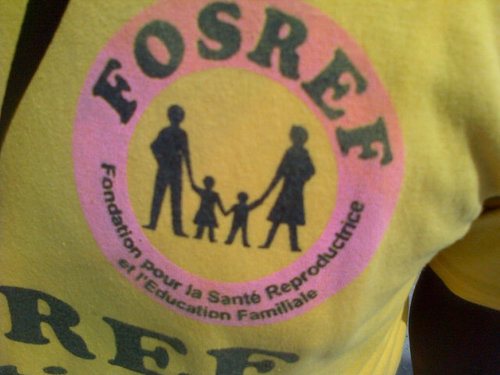 FOSREF
Fondation pour la Santé Reproductrice
et l'Education Familiale
REF